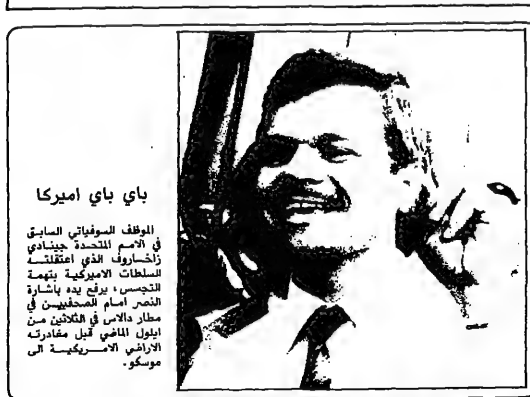 باي باي اميركا
الموظف السوفياتي السابق
في الامم المتحدة جينادي
زاخاروف الذي اعتقلته
السلطات الاميركية بتهمة
التجسس، يرفع يده باشارة
النصر امام الصحفيين في
مطار دالاس في الثلاثين من
ايلول الماضي قبل مغادرته
الاراضي الامريكية الى
موسكو.